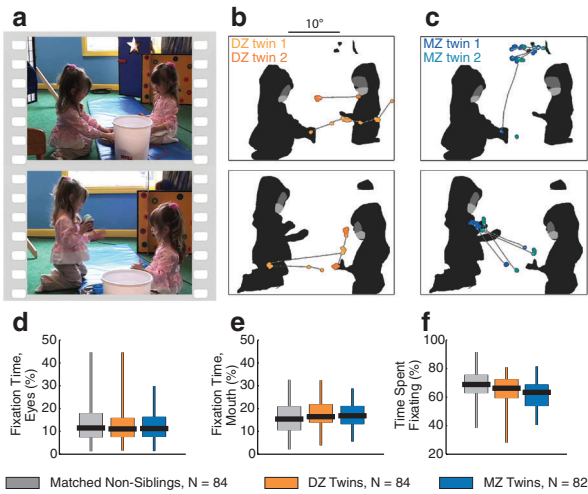 a
b
10°
c
DZ twin 1
DZ twin 2
MZ twin 1
MZ twin 2
d
e
f
Fixation Time,
Eyes (%)
50
40
30
20
10
0
Fixation Time,
Mouth (%)
50
40
30
20
10
0
Time Spent
Fixating (%)
100
80
60
40
20
Matched Non-Siblings, N = 84
DZ Twins, N = 84
MZ Twins, N = 82